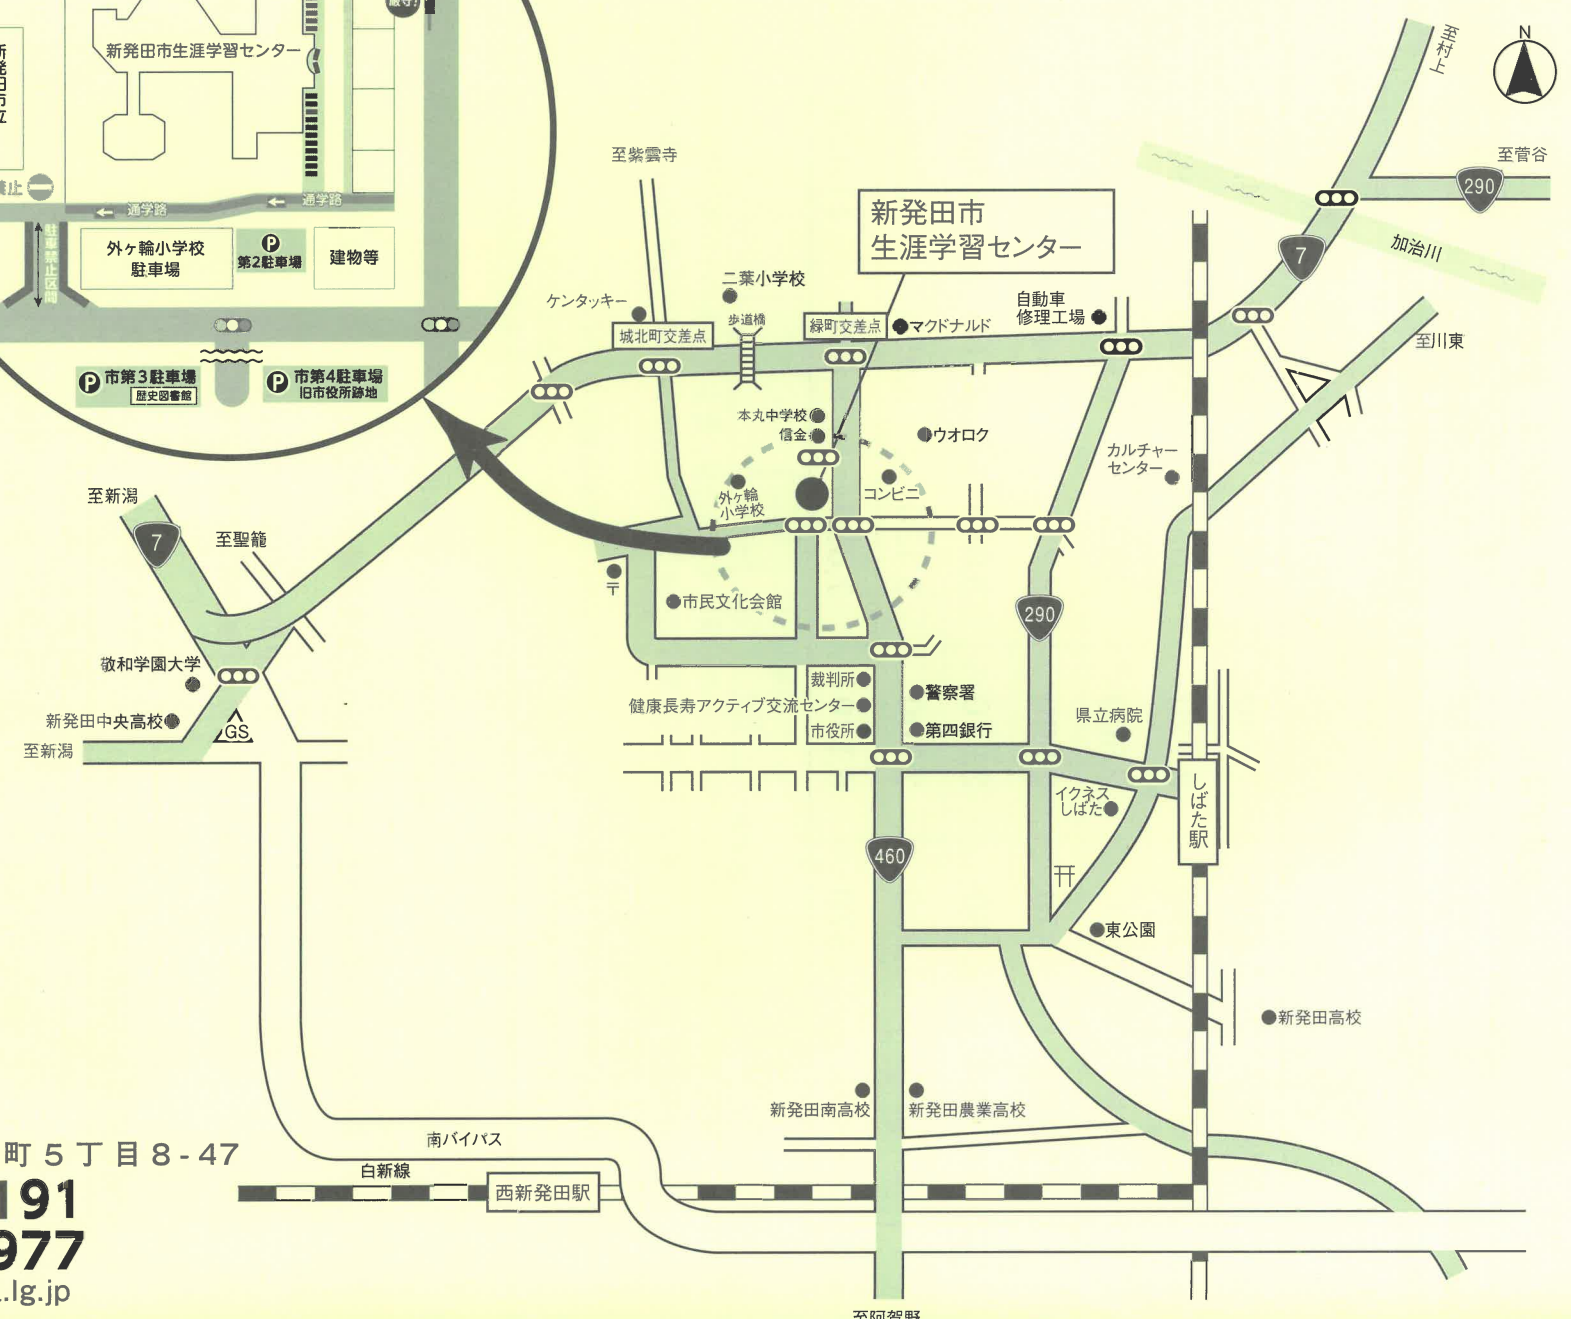 新発田市生涯学習センター
通学路
通学路
駐車禁止区間
外ヶ輪小学校
駐車場
P
第2駐車場
建物等
P 市第3駐車場
歴史図書館
P 市第4駐車場
旧市役所跡地
至村上
N
至菅谷
290
7
加治川
至川東
至紫雲寺
新発田市
生涯学習センター
二葉小学校
ケンタッキー
城北町交差点
歩道橋
緑町交差点
マクドナルド
自動車
修理工場
本丸中学校
信金
ウオロク
カルチャー
センター
外ヶ輪
小学校
コンビニ
至新潟
7
至聖籠
〒
市民文化会館
290
敬和学園大学
新発田中央高校
GS
至新潟
裁判所
警察署
健康長寿アクティブ交流センター
市役所
第四銀行
県立病院
イクネス
しばた
しばた駅
460
東公園
新発田高校
新発田南高校
新発田農業高校
南バイパス
白新線
西新発田駅
町5丁目8-47
191
977
.lg.jp
至阿賀野